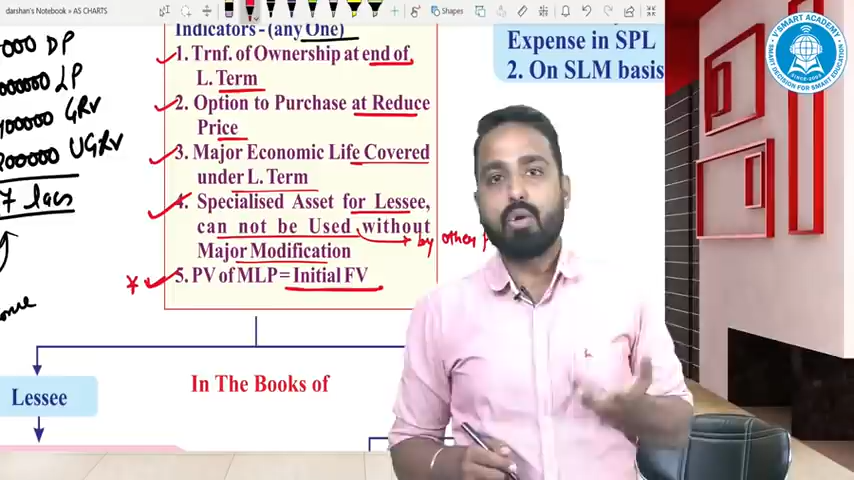 darshan's Notebook » AS CHARTS
Shapes
000 DP
00000 LP
400000 GRV
200000 UGRV
7 lacs
Indicators - (any One)
1. Trnf. of Ownership at end of
L. Term
2. Option to Purchase at Reduce
Price
3. Major Economic Life Covered
under L. Term
4. Specialised Asset for Lessee,
can not be Used without
Major Modification
by other
* 5. PV of MLP = Initial FV
Expense in SPL
2. On SLM basis
Y SMART ACADEMY
SINCE-2003
SMART DECISION FOR SMART EDUCATION
In The Books of
Lessee